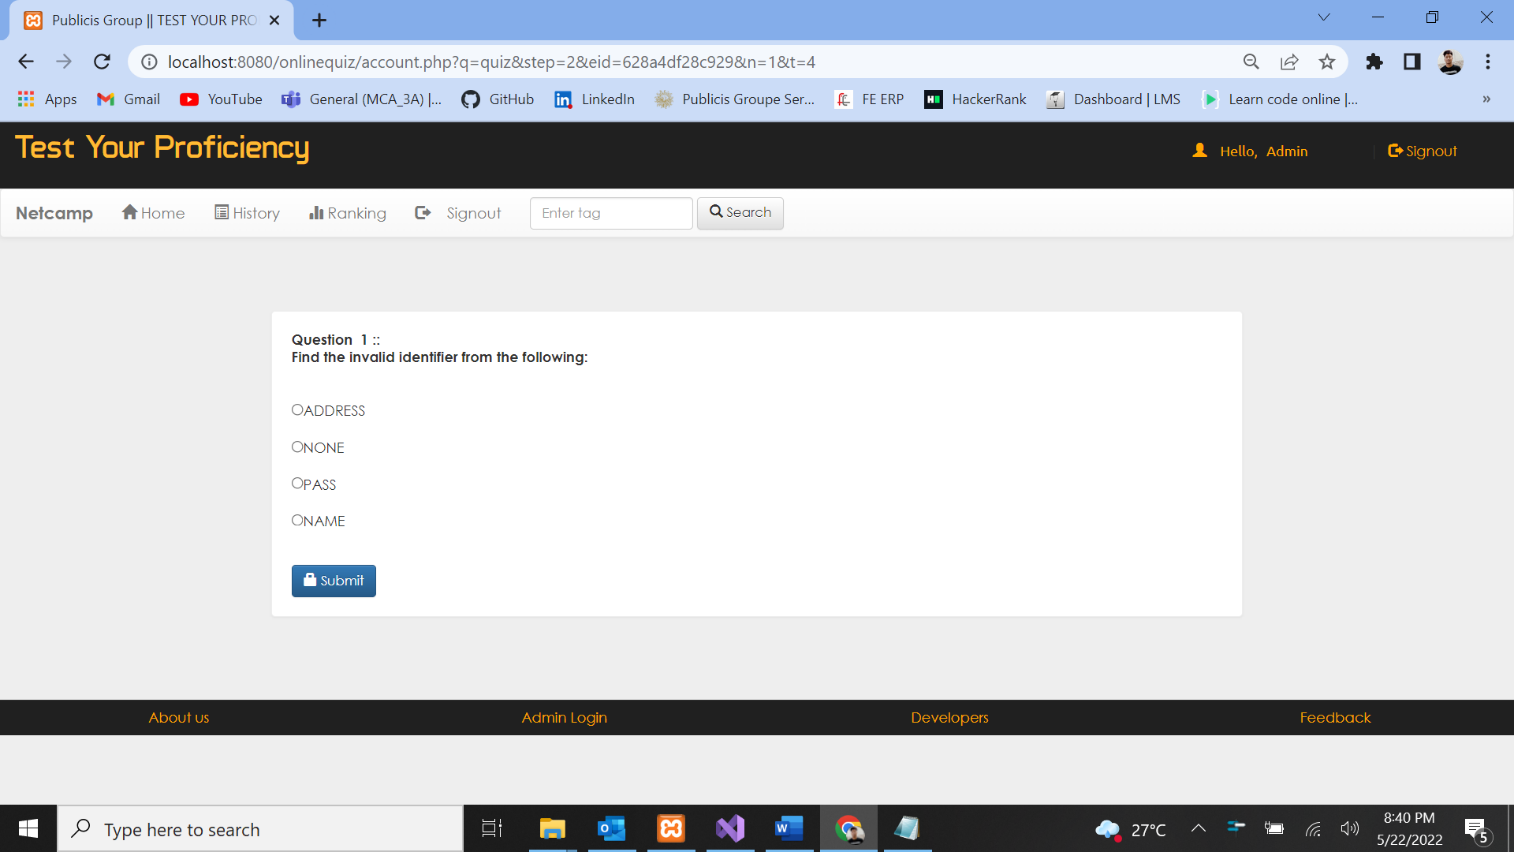 Publicis Group || TEST YOUR PRO
localhost:8080/onlinequiz/account.php?q=quiz&step=2&eid=628a4df28c929&n=1&t=4
Apps Gmail YouTube General (MCA_3A) |... GitHub LinkedIn Publicis Groupe Ser... FE ERP HackerRank Dashboard | LMS Learn code online |... »
Test Your Proficiency
Hello, Admin | Signout
Netcamp Home History Ranking Signout Enter tag Search
Question 1 ::
Find the invalid identifier from the following:
ADDRESS
NONE
PASS
NAME
Submit
About us Admin Login Developers Feedback
Type here to search
27°C
8:40 PM
5/22/2022
5